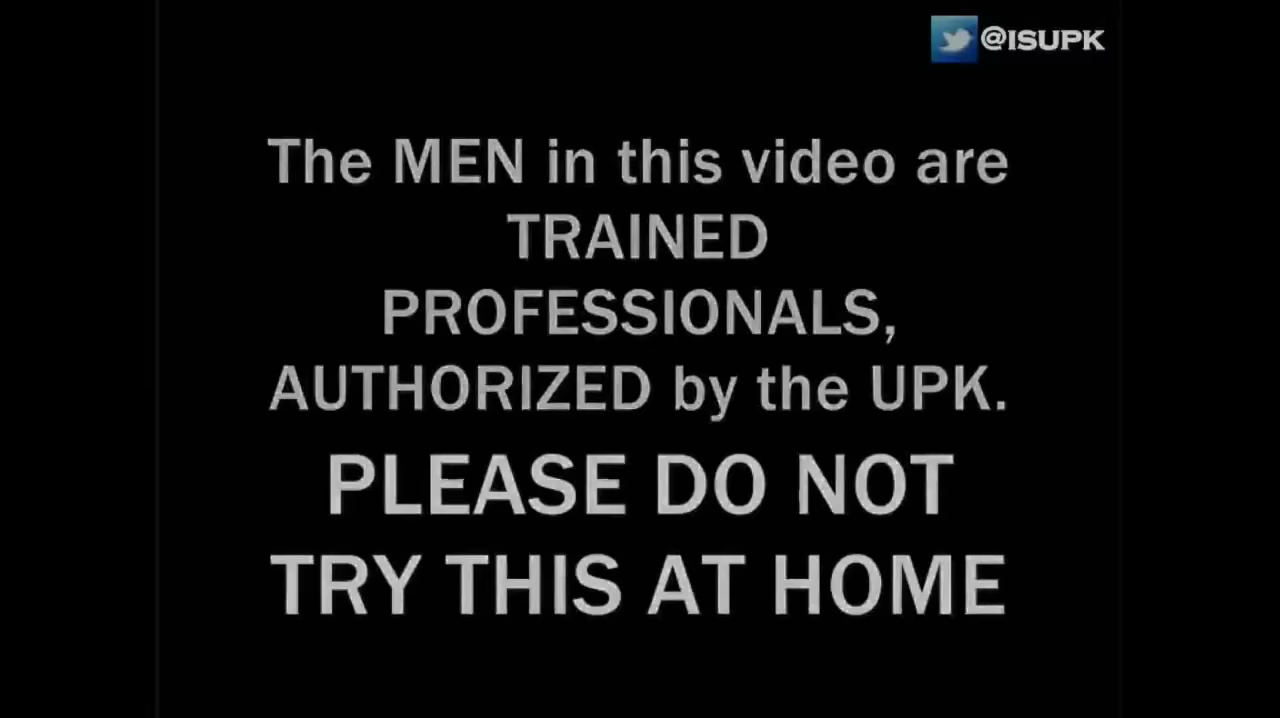 @ISUPK
The MEN in this video are
TRAINED
PROFESSIONALS,
AUTHORIZED by the UPK.
PLEASE DO NOT
TRY THIS AT HOME